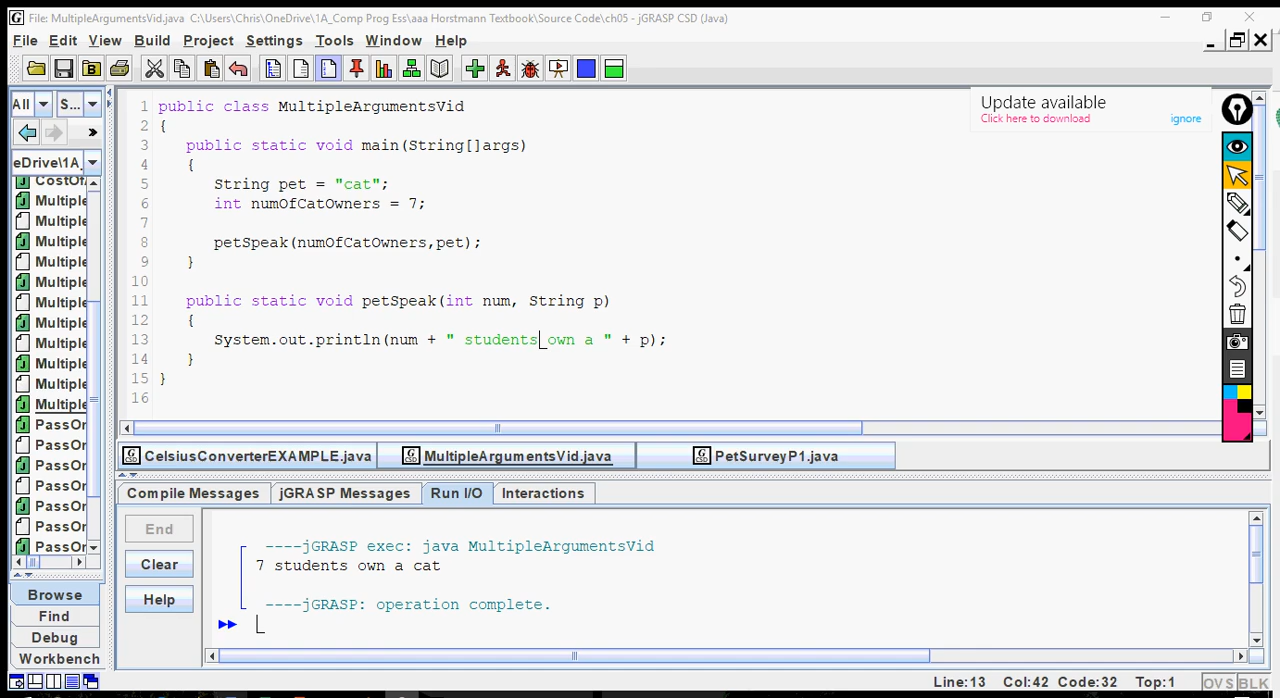 File: MultipleArgumentsVid.java  C:\Users\Chris\OneDrive\1A_Comp Prog Ess\aaa Horstmann Textbook\Source Code\ch05 - jGRASP CSD (Java)
File Edit View Build Project Settings Tools Window Help
All S...
eDrive\1A_
CostOf
Multiple
Multiple
Multiple
Multiple
Multiple
Multiple
Multiple
Multiple
Multiple
Multiple
Multiple
PassOr
PassOr
PassOr
PassOr
PassOr
PassOr
PassOr
Browse
Find
Debug
Workbench
1 public class MultipleArgumentsVid
2 {
3 public static void main(String[]args)
4 {
5 String pet = "cat";
6 int numOfCatOwners = 7;
7
8 petSpeak(numOfCatOwners,pet);
9 }
10
11 public static void petSpeak(int num, String p)
12 {
13 System.out.println(num + " students own a " + p);
14 }
15 }
16
Update available
Click here to download ignore
CelsiusConverterEXAMPLE.java MultipleArgumentsVid.java PetSurveyP1.java
Compile Messages jGRASP Messages Run I/O Interactions
End
Clear
Help
----jGRASP exec: java MultipleArgumentsVid
7 students own a cat
----jGRASP: operation complete.
Line:13 Col:42 Code:32 Top:1 OVS BLK